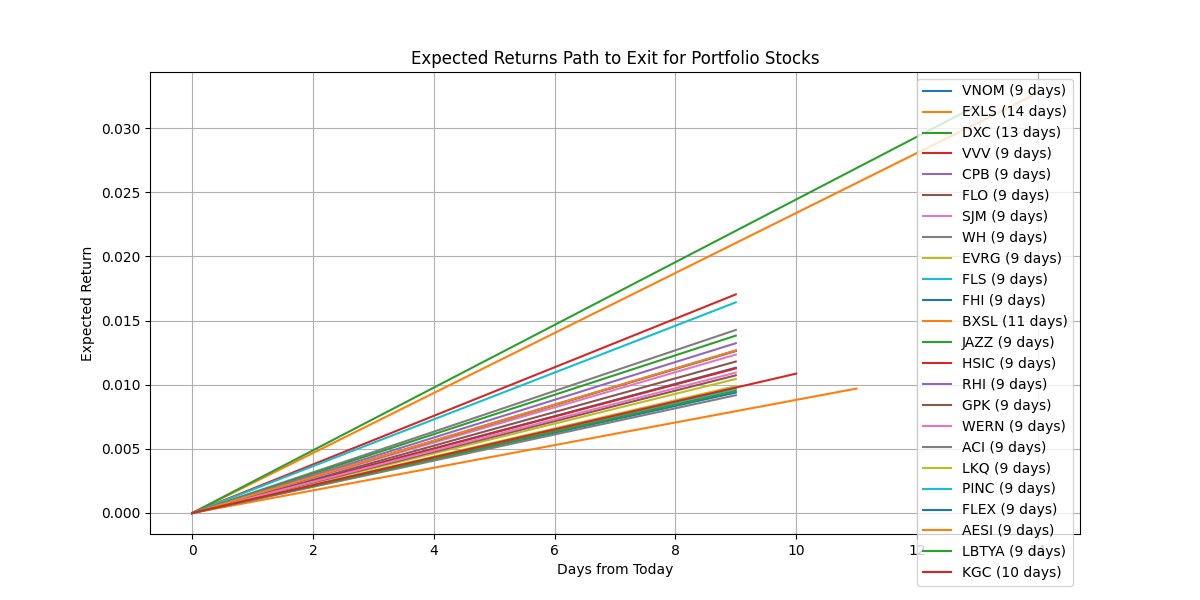 Expected Returns Path to Exit for Portfolio Stocks
Expected Return
0.030
0.025
0.020
0.015
0.010
0.005
0.000
0 2 4 6 8 10 12
Days from Today
VNOM (9 days)
EXLS (14 days)
DXC (13 days)
VVV (9 days)
CPB (9 days)
FLO (9 days)
SJM (9 days)
WH (9 days)
EVRG (9 days)
FLS (9 days)
FHI (9 days)
BXSL (11 days)
JAZZ (9 days)
HSIC (9 days)
RHI (9 days)
GPK (9 days)
WERN (9 days)
ACI (9 days)
LKQ (9 days)
PINC (9 days)
FLEX (9 days)
AESI (9 days)
LBTYA (9 days)
KGC (10 days)